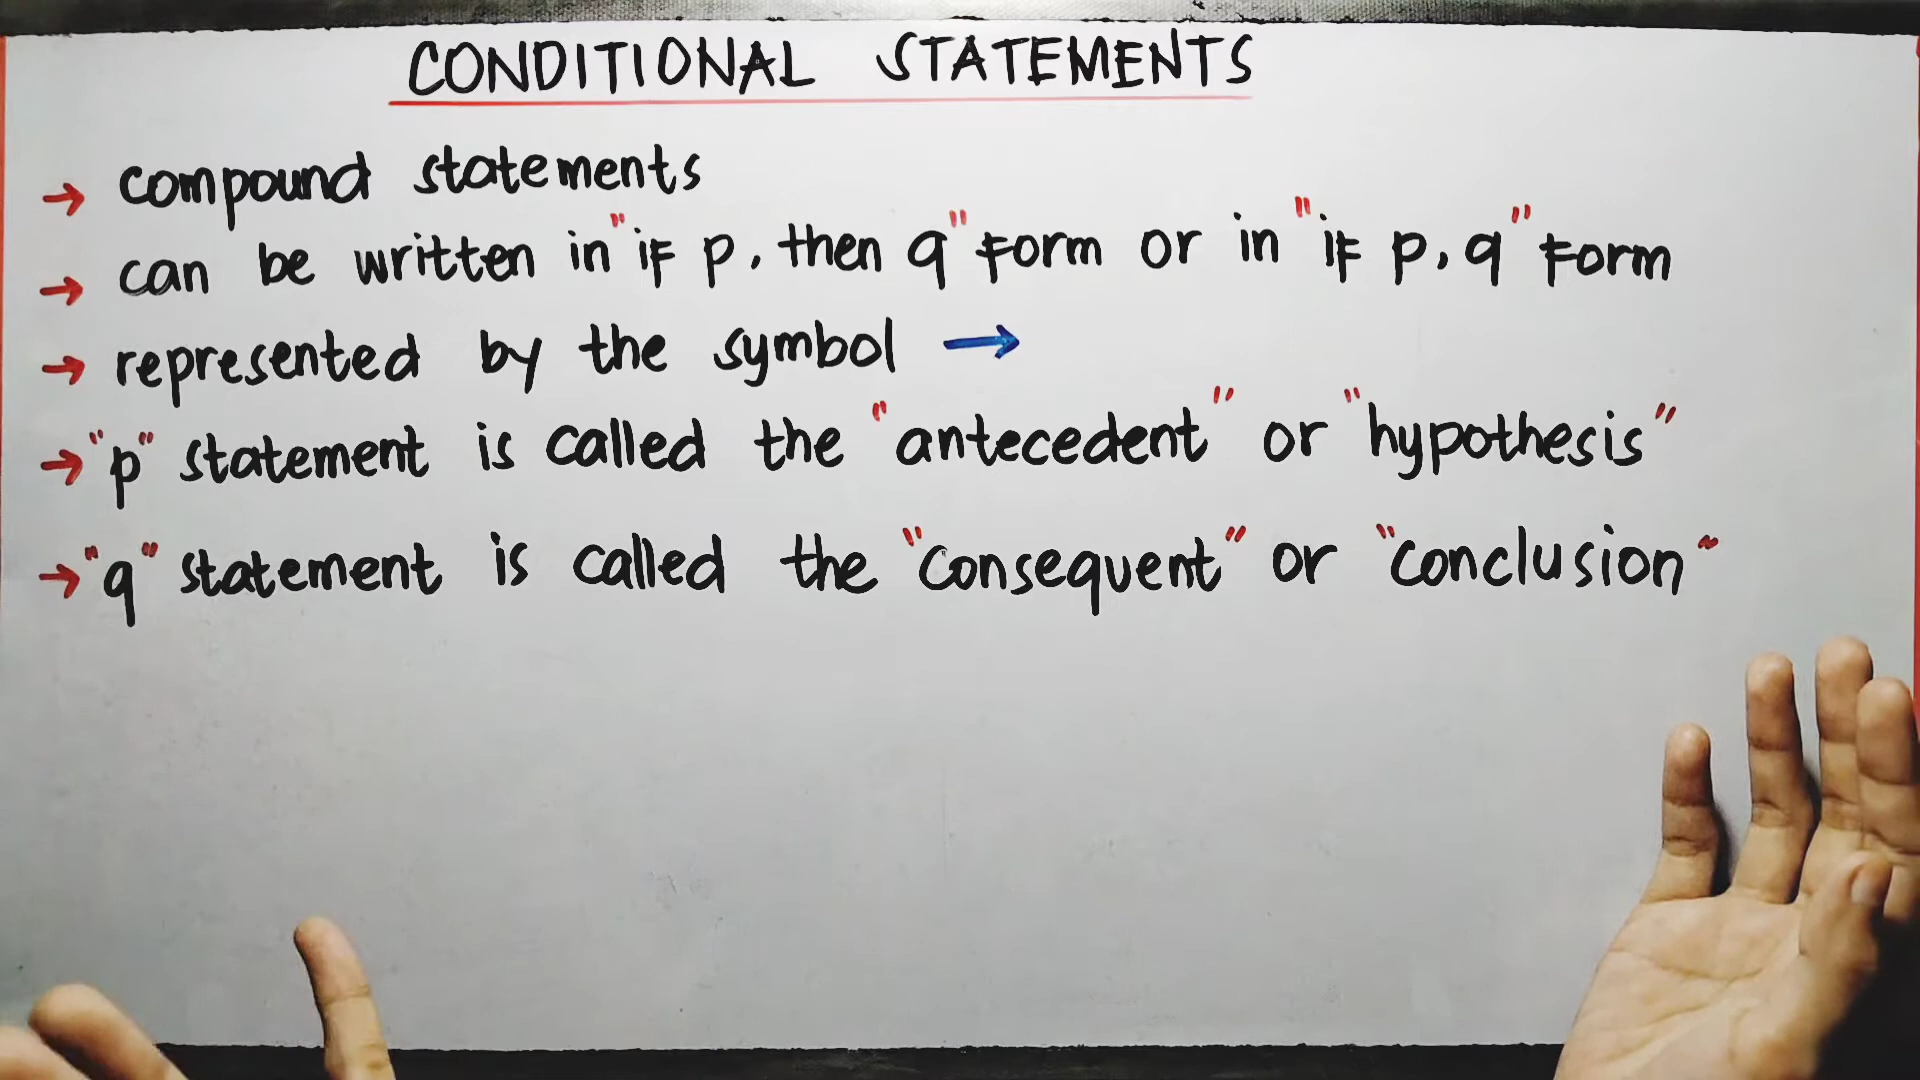 CONDITIONAL STATEMENTS
→ compound statements
→ can be written in "if p, then q" form or in "if p, q" form
→ represented by the symbol →
→ "p" statement is called the "antecedent" or "hypothesis"
→ "q" statement is called the "consequent" or "conclusion"